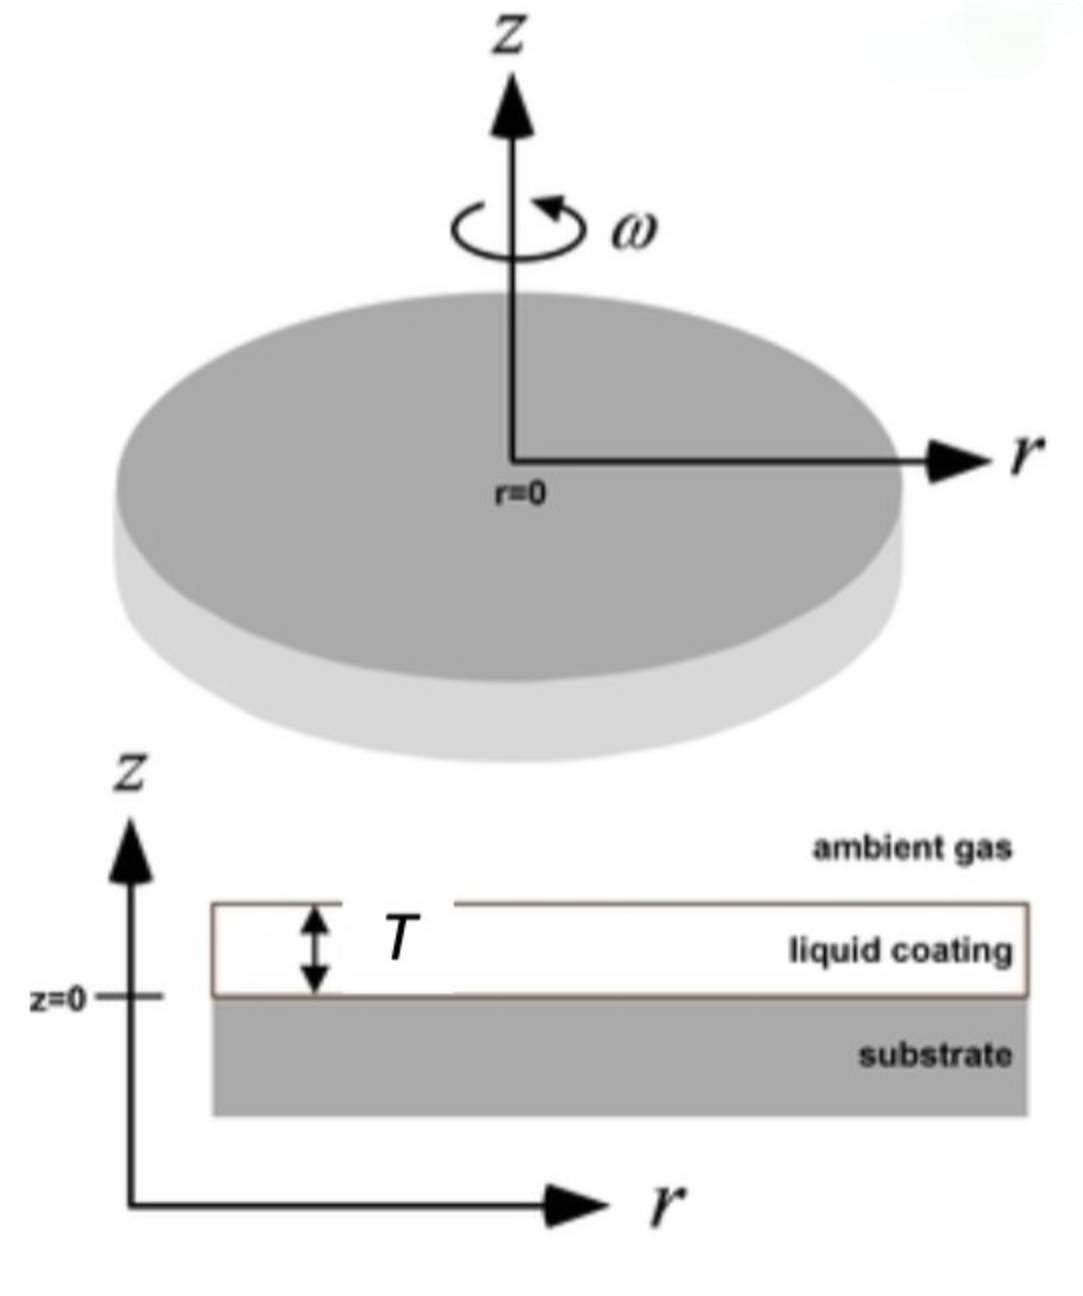 z
ω
r
r=0
z
ambient gas
T
liquid coating
z=0
substrate
r